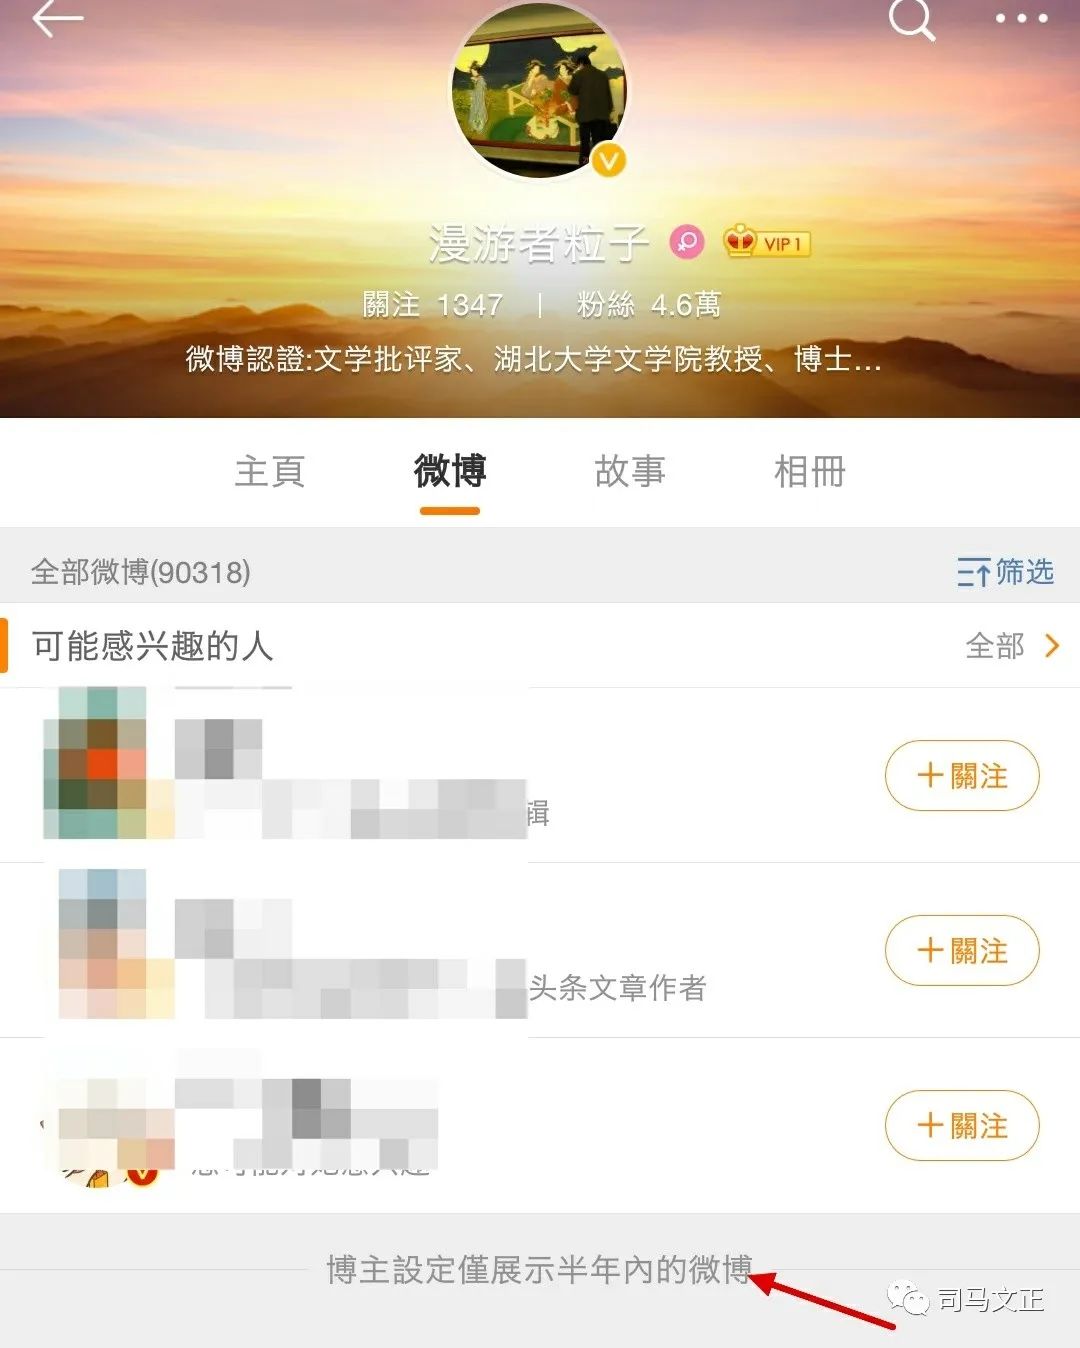 漫游者粒子 VIP 1
關注 1347 | 粉絲 4.6萬
微博認證:文学批评家、湖北大学文学院教授、博士...
主頁 微博 故事 相冊
全部微博(90318) 筛选
可能感兴趣的人 全部
+關注
辑
+關注
头条文章作者
+關注
博主設定僅展示半年內的微博
司马文正